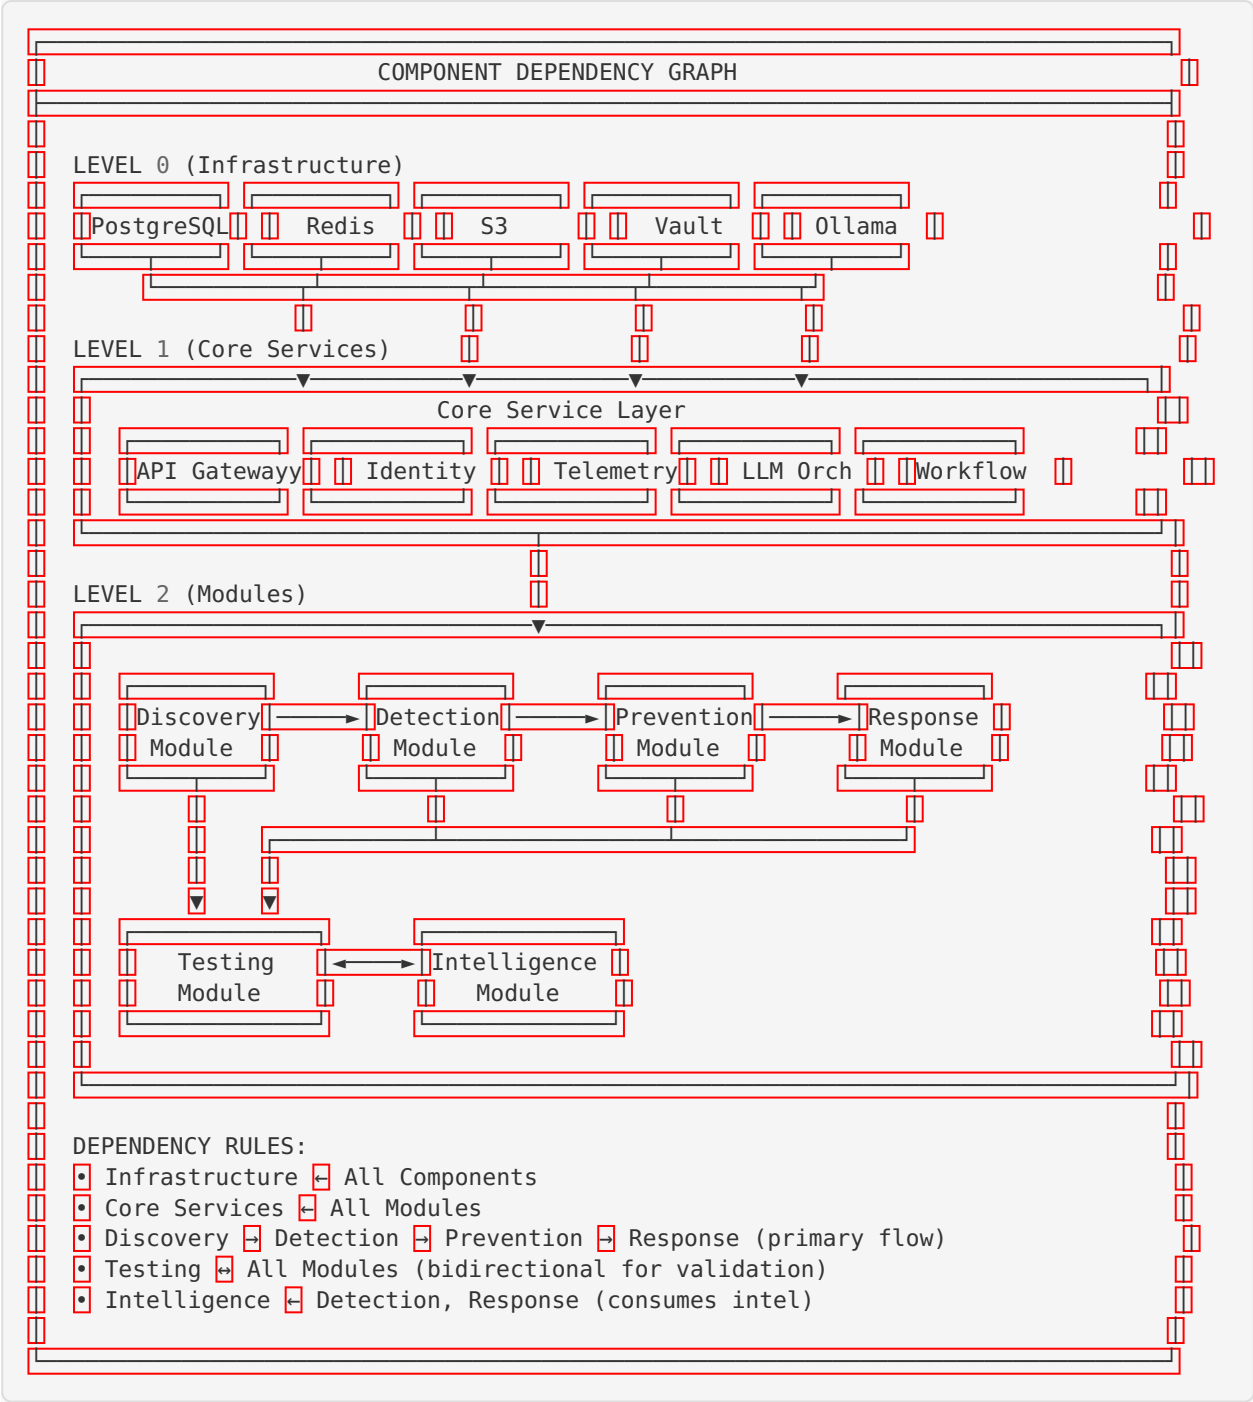 COMPONENT DEPENDENCY GRAPH
LEVEL 0 (Infrastructure)
PostgreSQL Redis S3 Vault Ollama
LEVEL 1 (Core Services)
Core Service Layer
API Gatewayy Identity Telemetry LLM Orch Workflow
LEVEL 2 (Modules)
Discovery Detection Prevention Response
Module Module Module Module
Testing Intelligence
Module Module
DEPENDENCY RULES:
• Infrastructure ← All Components
• Core Services ← All Modules
• Discovery → Detection → Prevention → Response (primary flow)
• Testing ↔ All Modules (bidirectional for validation)
• Intelligence ← Detection, Response (consumes intel)